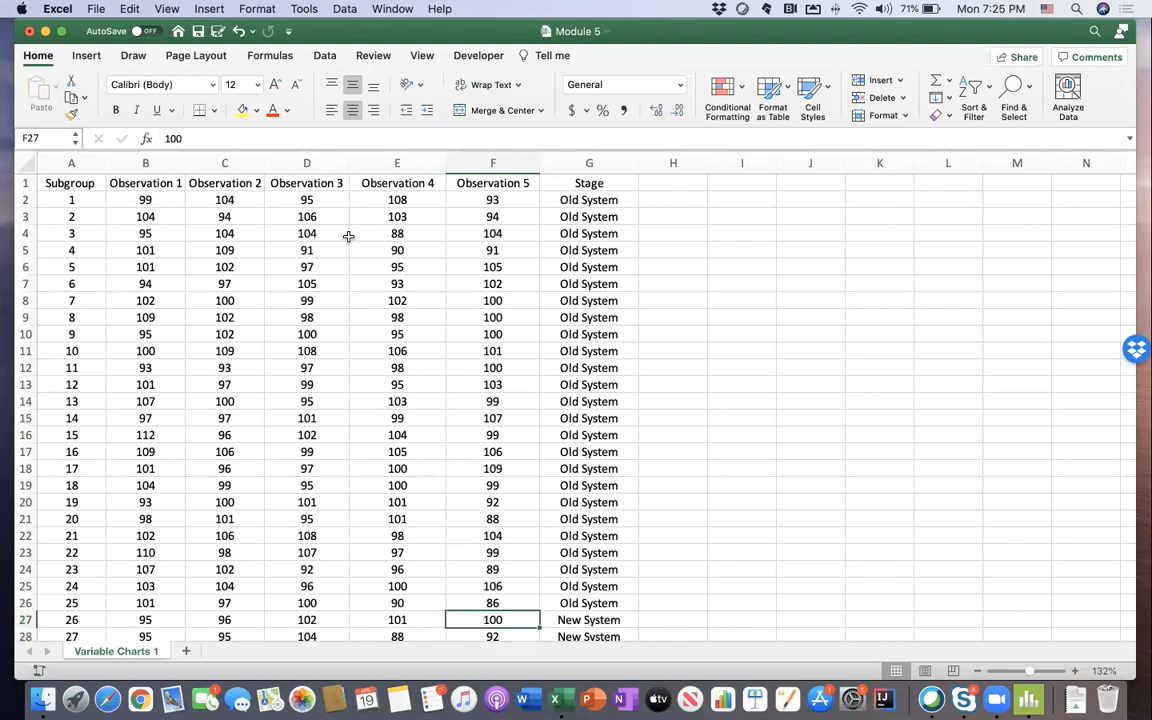 Excel File Edit View Insert Format Tools Data Window Help 71% Mon 7:25 PM
AutoSave OFF Module 5
Home Insert Draw Page Layout Formulas Data Review View Developer Tell me Share Comments
Paste Calibri (Body) 12 Wrap Text General Conditional Formatting Format as Table Cell Styles Insert Sort & Filter Find & Select Analyze Data
B I U Merge & Center $ % Delete
Format
F27 fx 100
A B C D E F G H I J K L M N
1 Subgroup Observation 1 Observation 2 Observation 3 Observation 4 Observation 5 Stage
2 1 99 104 95 108 93 Old System
3 2 104 94 106 103 94 Old System
4 3 95 104 104 88 104 Old System
5 4 101 109 91 90 91 Old System
6 5 101 102 97 95 105 Old System
7 6 94 97 105 93 102 Old System
8 7 102 100 99 102 100 Old System
9 8 109 102 98 98 100 Old System
10 9 95 102 100 95 100 Old System
11 10 100 109 108 106 101 Old System
12 11 93 93 97 98 100 Old System
13 12 101 97 99 95 103 Old System
14 13 107 100 95 103 99 Old System
15 14 97 97 101 99 107 Old System
16 15 112 96 102 104 99 Old System
17 16 109 106 99 105 106 Old System
18 17 101 96 97 100 109 Old System
19 18 104 99 95 100 99 Old System
20 19 93 100 101 101 92 Old System
21 20 98 101 95 101 88 Old System
22 21 102 106 108 98 104 Old System
23 22 110 98 107 97 99 Old System
24 23 107 102 92 96 89 Old System
25 24 103 104 96 100 106 Old System
26 25 101 97 100 90 86 Old System
27 26 95 96 102 101 100 New System
28 27 95 95 104 88 92 New System
Variable Charts 1
132%